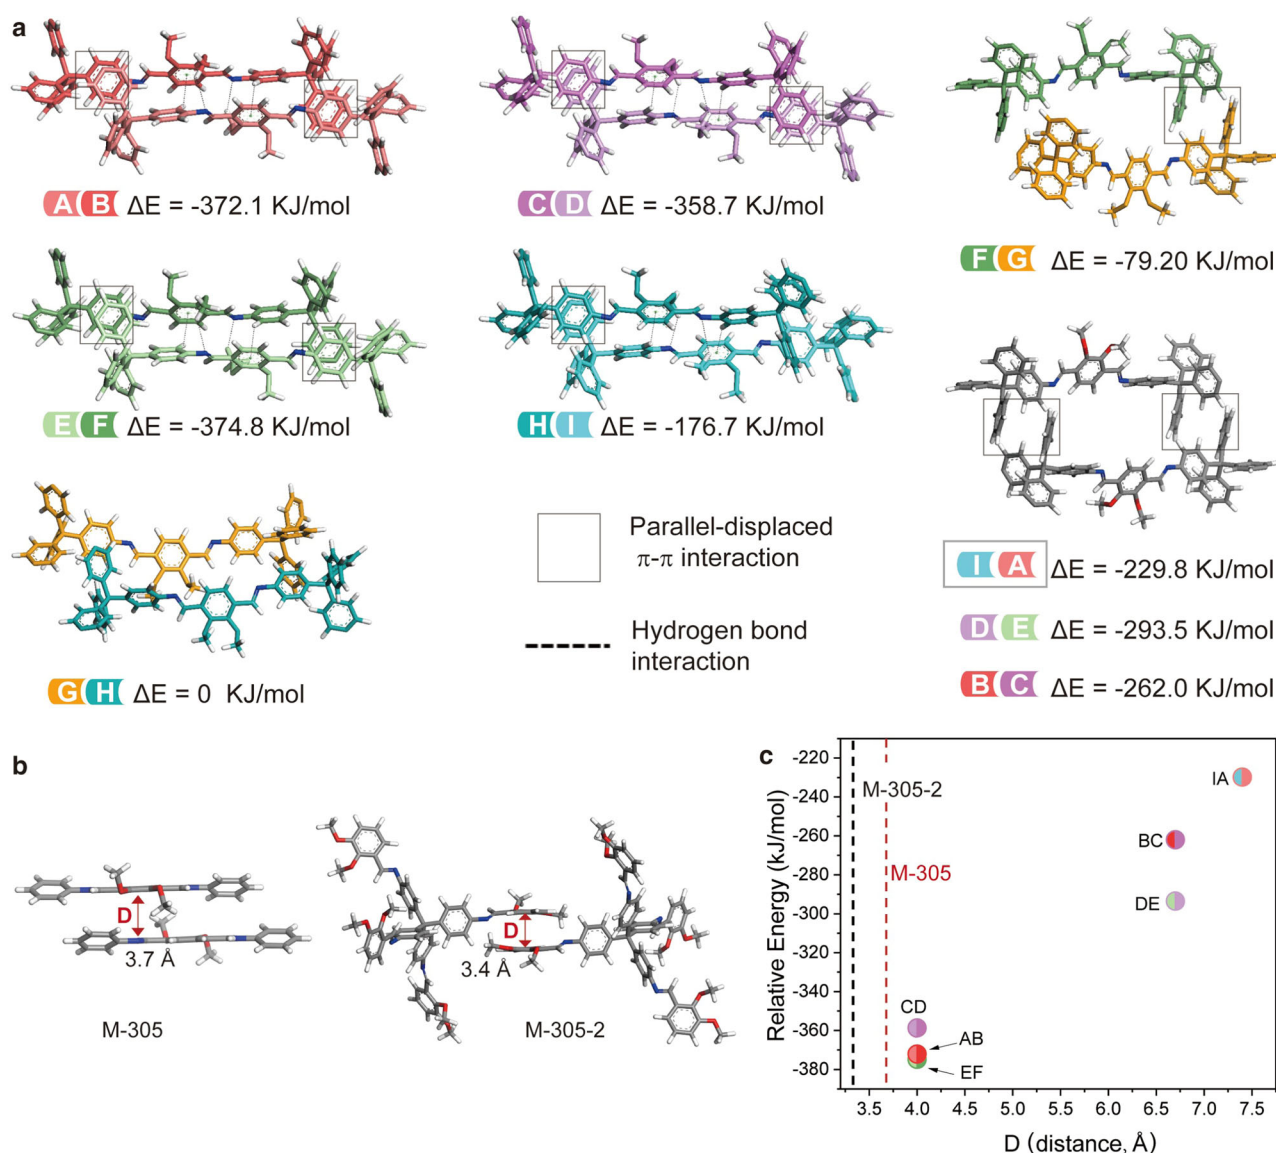 a
A B ΔE = -372.1 KJ/mol
C D ΔE = -358.7 KJ/mol
F G ΔE = -79.20 KJ/mol
E F ΔE = -374.8 KJ/mol
H I ΔE = -176.7 KJ/mol
G H ΔE = 0 KJ/mol
Parallel-displaced
π-π interaction
Hydrogen bond
interaction
I A ΔE = -229.8 KJ/mol
D E ΔE = -293.5 KJ/mol
B C ΔE = -262.0 KJ/mol
b
D
3.7 Å
M-305
D
3.4 Å
M-305-2
c
Relative Energy (kJ/mol)
-220
-240
-260
-280
-300
-320
-340
-360
-380
M-305-2
M-305
IA
BC
DE
CD
AB
EF
3.5 4.0 4.5 5.0 5.5 6.0 6.5 7.0 7.5
D (distance, Å)